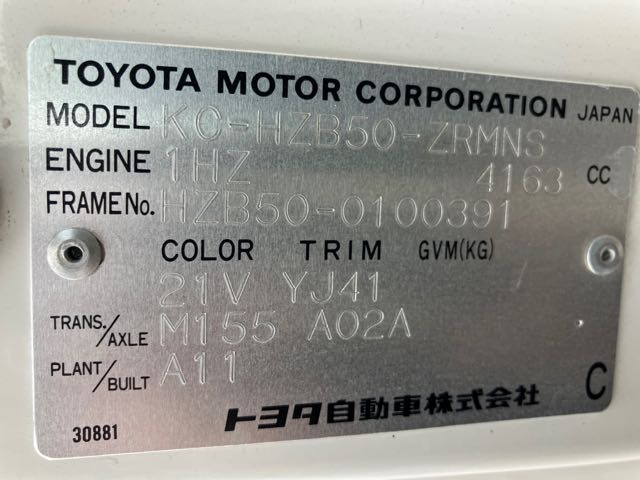 TOYOTA MOTOR CORPORATION JAPAN
MODEL KC-HZB50-ZRMNS
ENGINE 1HZ 4163 CC
FRAME No. HZB50-0100391
COLOR TRIM GVM(KG)
21V YJ41
TRANS./AXLE M155 A02A
PLANT/BUILT A11
C
トヨタ自動車株式会社
30881